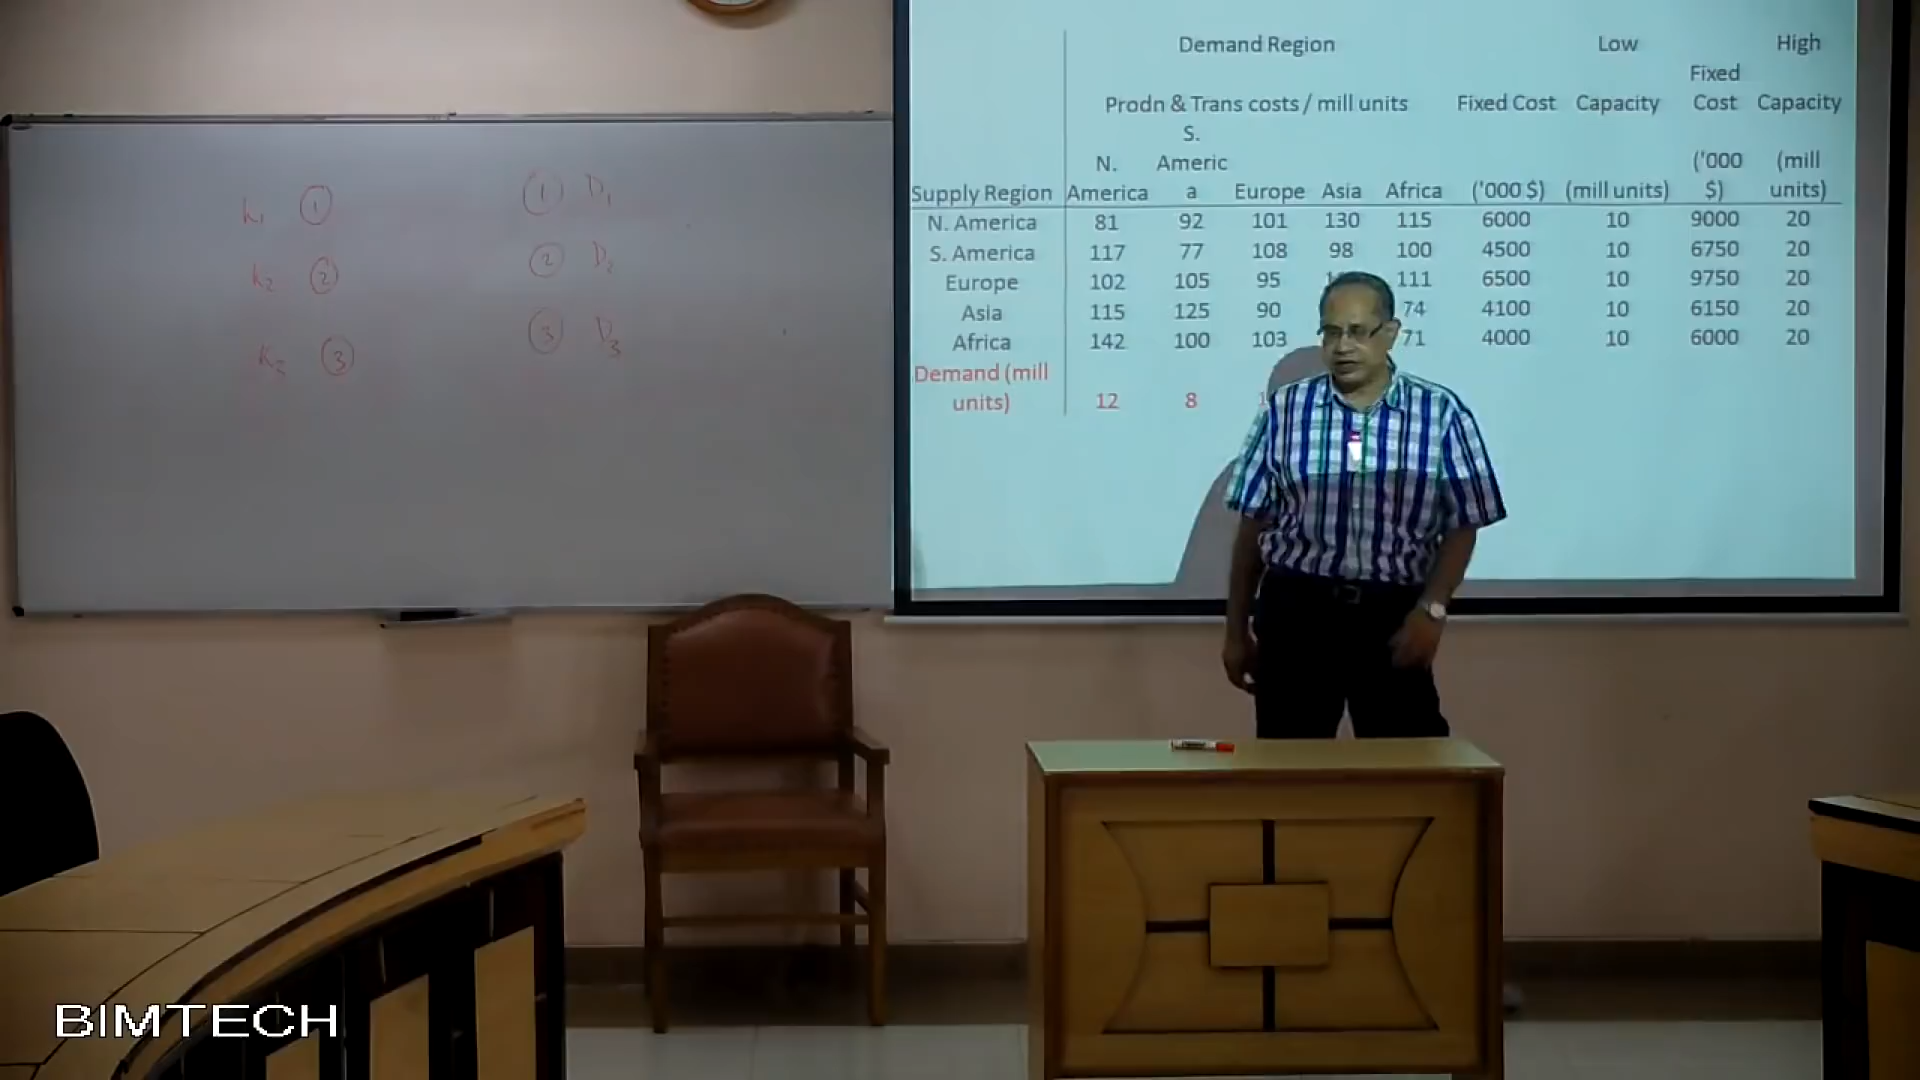 K1 1
K2 2
3
1 D1
2 D2
3 D3
Demand Region Low High
Fixed
Prodn & Trans costs / mill units Fixed Cost Capacity Cost Capacity
S.
N. Americ ('000 (mill
Supply Region America a Europe Asia Africa ('000 $) (mill units) $) units)
N. America 81 92 101 130 115 6000 10 9000 20
S. America 117 77 108 98 100 4500 10 6750 20
Europe 102 105 95 111 6500 10 9750 20
Asia 115 125 90 74 4100 10 6150 20
Africa 142 100 103 71 4000 10 6000 20
Demand (mill
units) 12 8
BIMTECH